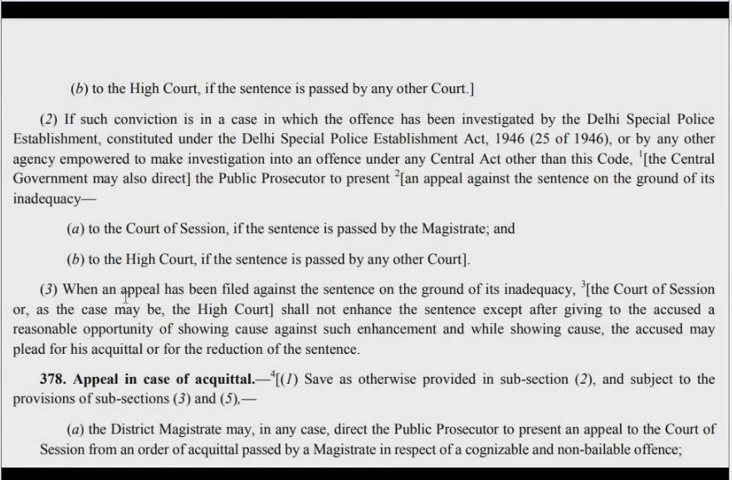 (b) to the High Court, if the sentence is passed by any other Court.]
(2) If such conviction is in a case in which the offence has been investigated by the Delhi Special Police
Establishment, constituted under the Delhi Special Police Establishment Act, 1946 (25 of 1946), or by any other
agency empowered to make investigation into an offence under any Central Act other than this Code, 1[the Central
Government may also direct] the Public Prosecutor to present 2[an appeal against the sentence on the ground of its
inadequacy—
(a) to the Court of Session, if the sentence is passed by the Magistrate; and
(b) to the High Court, if the sentence is passed by any other Court].
(3) When an appeal has been filed against the sentence on the ground of its inadequacy, 3[the Court of Session
or, as the case may be, the High Court] shall not enhance the sentence except after giving to the accused a
reasonable opportunity of showing cause against such enhancement and while showing cause, the accused may
plead for his acquittal or for the reduction of the sentence.
378. Appeal in case of acquittal.—4[(1) Save as otherwise provided in sub-section (2), and subject to the
provisions of sub-sections (3) and (5),—
(a) the District Magistrate may, in any case, direct the Public Prosecutor to present an appeal to the Court of
Session from an order of acquittal passed by a Magistrate in respect of a cognizable and non-bailable offence;